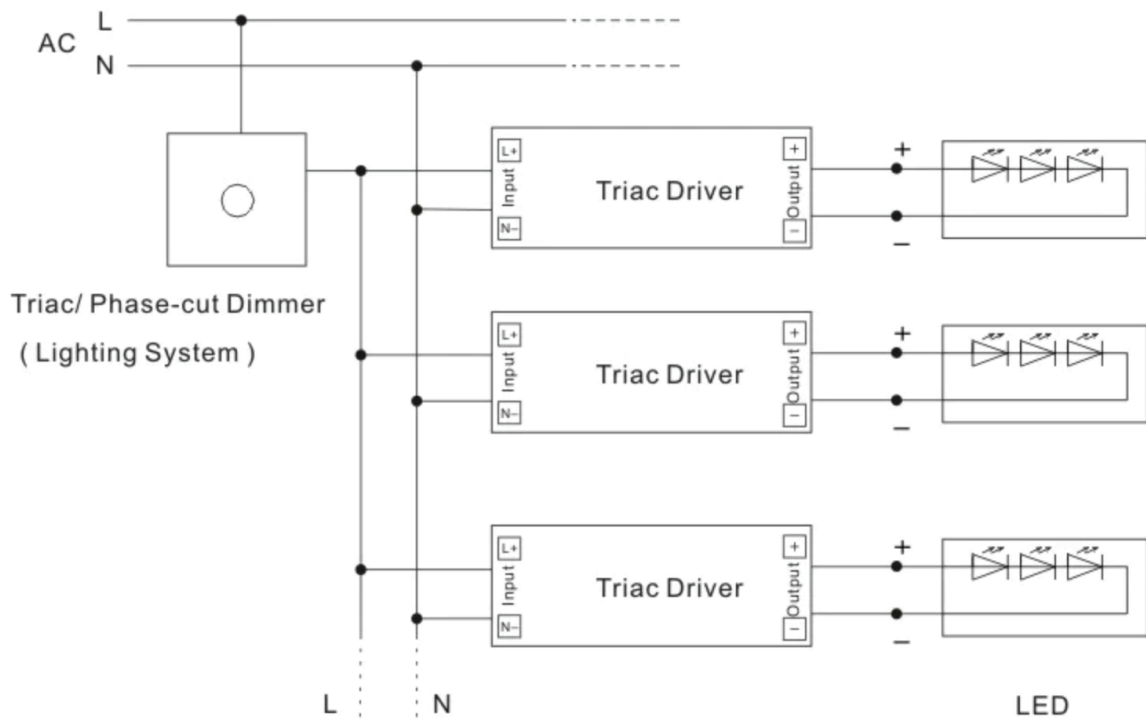 AC
L
N
Triac/ Phase-cut Dimmer
( Lighting System )
L+
Input
N−
Triac Driver
+
Output
−
+
−
L+
Input
N−
Triac Driver
+
Output
−
+
−
L+
Input
N−
Triac Driver
+
Output
−
+
−
L
N
LED